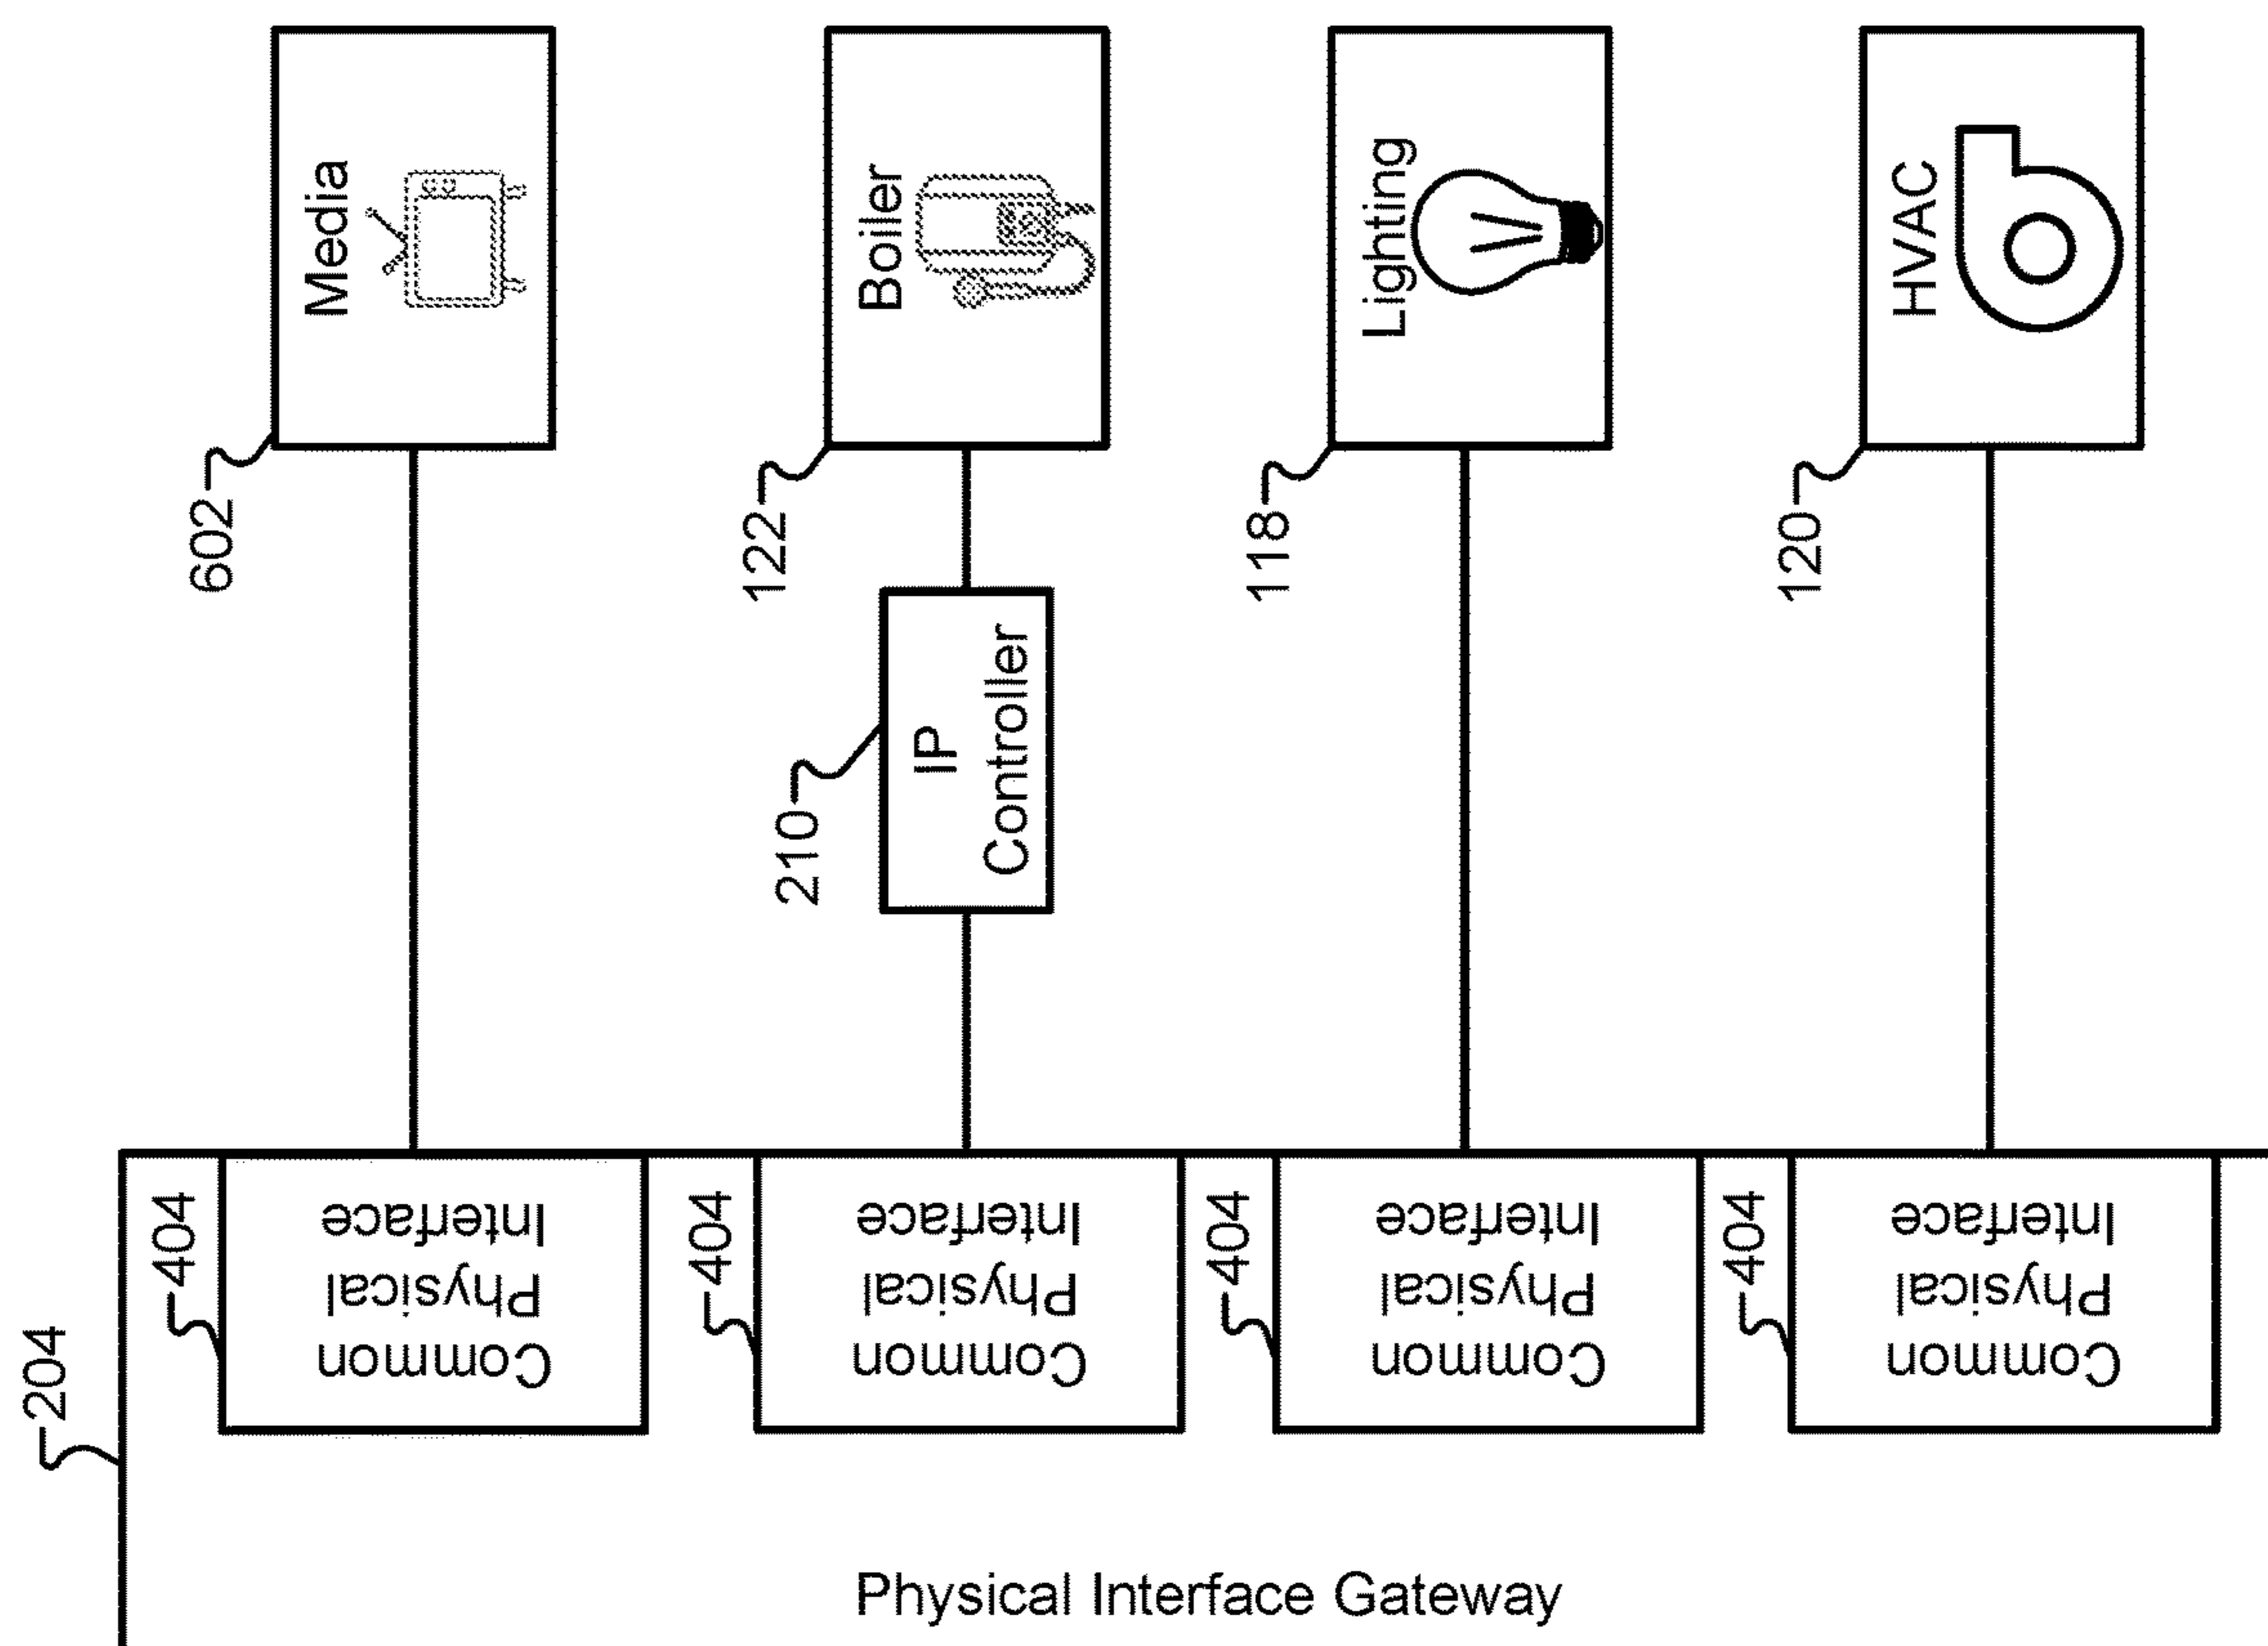 Media
602
Boiler
122
Lighting
118
HVAC
120
IP
Controller
210
204
404
Common
Physical
Interface
404
Common
Physical
Interface
404
Common
Physical
Interface
404
Common
Physical
Interface
Physical Interface Gateway